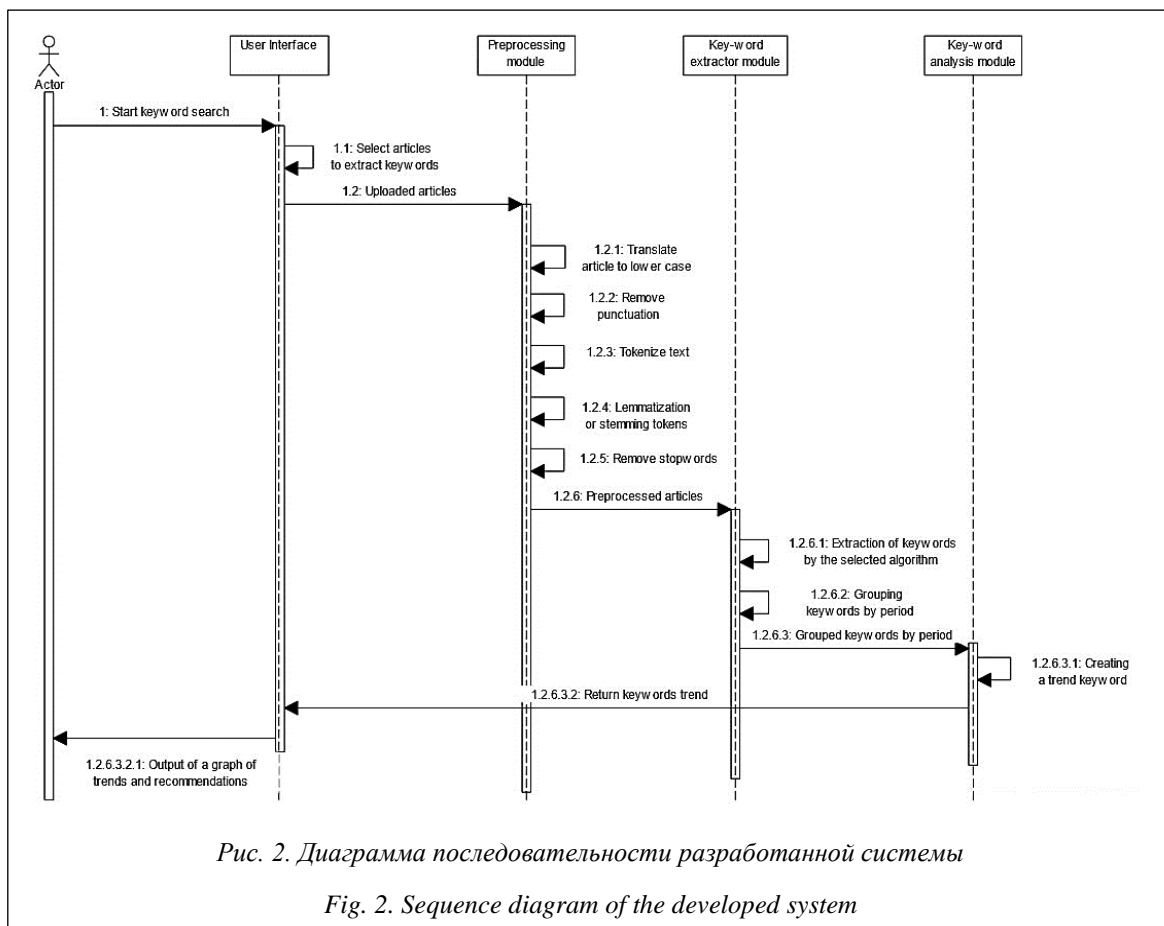 User Interface
Preprocessing
module
Key-word
extractor module
Key-word
analysis module
Actor
1: Start keyword search
1.1: Select articles
to extract keywords
1.2: Uploaded articles
1.2.1: Translate
article to lower case
1.2.2: Remove
punctuation
1.2.3: Tokenize text
1.2.4: Lemmatization
or stemming tokens
1.2.5: Remove stopwords
1.2.6: Preprocessed articles
1.2.6.1: Extraction of keywords
by the selected algorithm
1.2.6.2: Grouping
keywords by period
1.2.6.3: Grouped keywords by period
1.2.6.3.1: Creating
a trend keyword
1.2.6.3.2: Return keywords trend
1.2.6.3.2.1: Output of a graph of
trends and recommendations
Рис. 2. Диаграмма последовательности разработанной системы
Fig. 2. Sequence diagram of the developed system